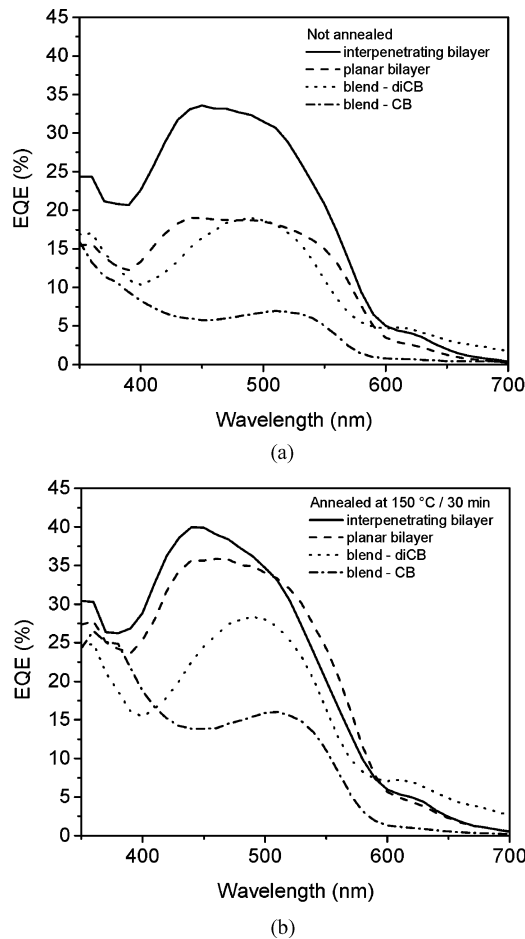 Not annealed
interpenetrating bilayer
planar bilayer
blend - diCB
blend - CB
45
40
35
30
25
20
15
10
5
0
EQE (%)
400 500 600 700
Wavelength (nm)
(a)
Annealed at 150 °C / 30 min
interpenetrating bilayer
planar bilayer
blend - diCB
blend - CB
45
40
35
30
25
20
15
10
5
0
EQE (%)
400 500 600 700
Wavelength (nm)
(b)